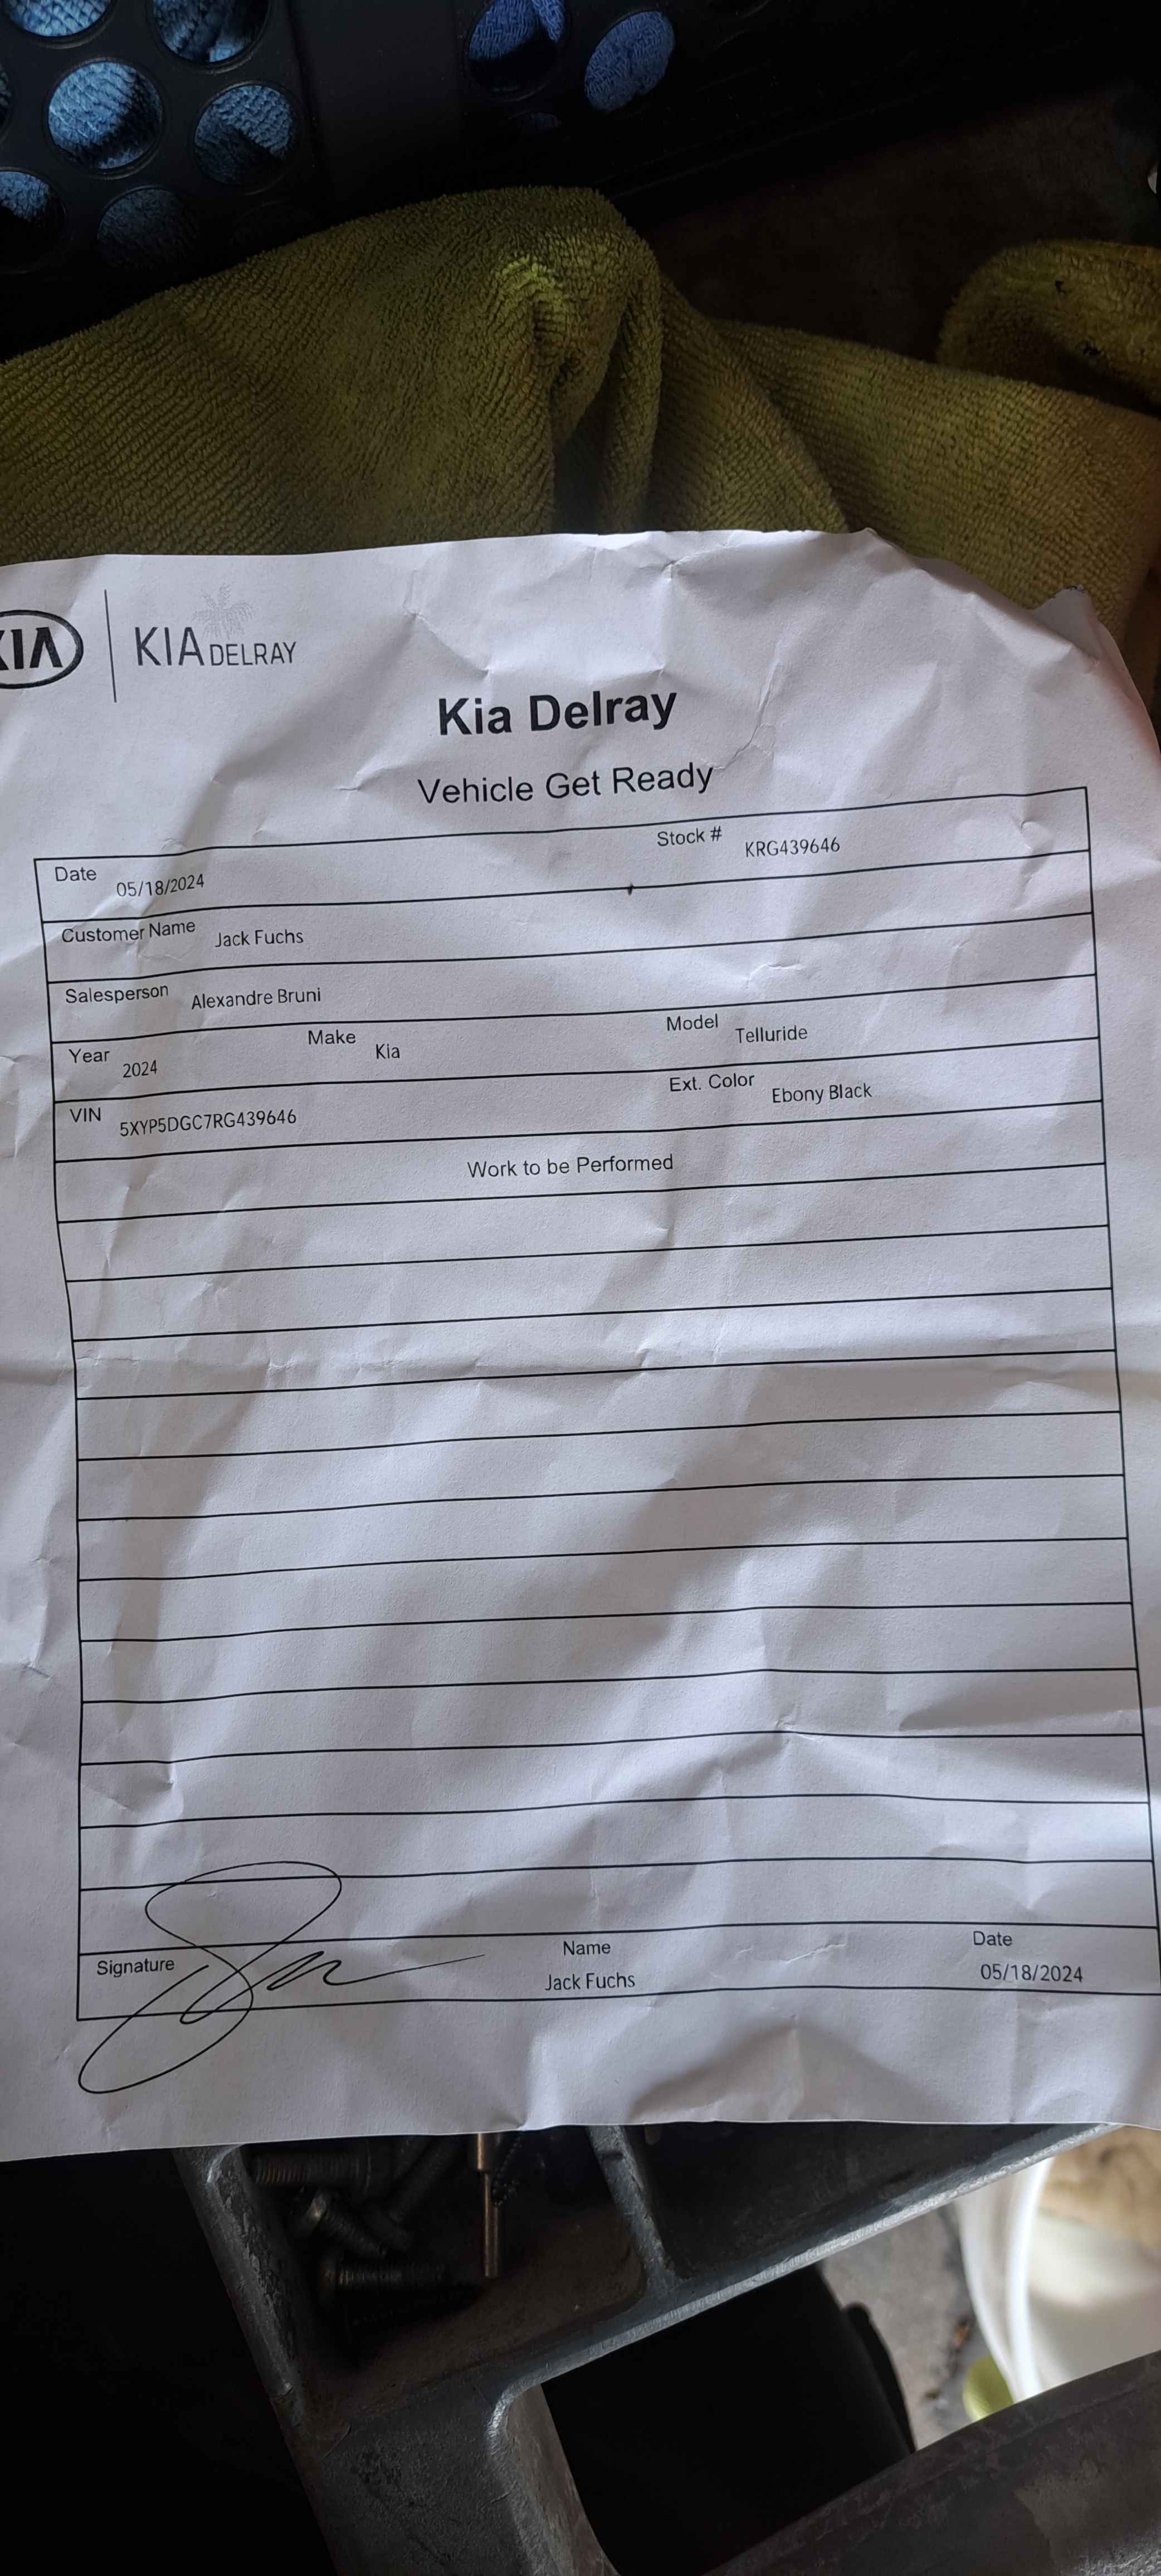 KIA
KIA DELRAY
Kia Delray
Vehicle Get Ready
Date 05/18/2024 Stock # KRG439646
Customer Name Jack Fuchs
Salesperson Alexandre Bruni
Year 2024 Make Kia Model Telluride
VIN 5XYP5DGC7RG439646 Ext. Color Ebony Black
Work to be Performed
Signature Name Jack Fuchs Date 05/18/2024